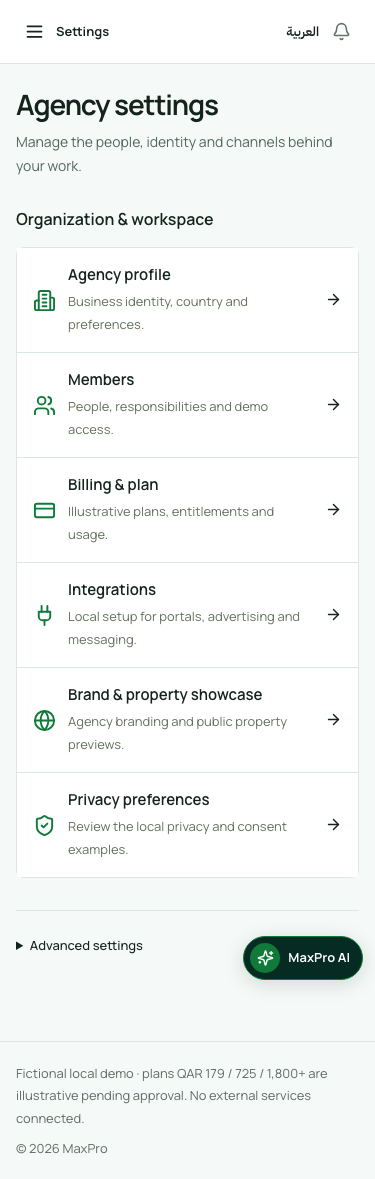 Settings
العربية
Agency settings
Manage the people, identity and channels behind
your work.
Organization & workspace
Agency profile
Business identity, country and
preferences.
Members
People, responsibilities and demo
access.
Billing & plan
Illustrative plans, entitlements and
usage.
Integrations
Local setup for portals, advertising and
messaging.
Brand & property showcase
Agency branding and public property
previews.
Privacy preferences
Review the local privacy and consent
examples.
Advanced settings
MaxPro AI
Fictional local demo · plans QAR 179 / 725 / 1,800+ are
illustrative pending approval. No external services
connected.
© 2026 MaxPro